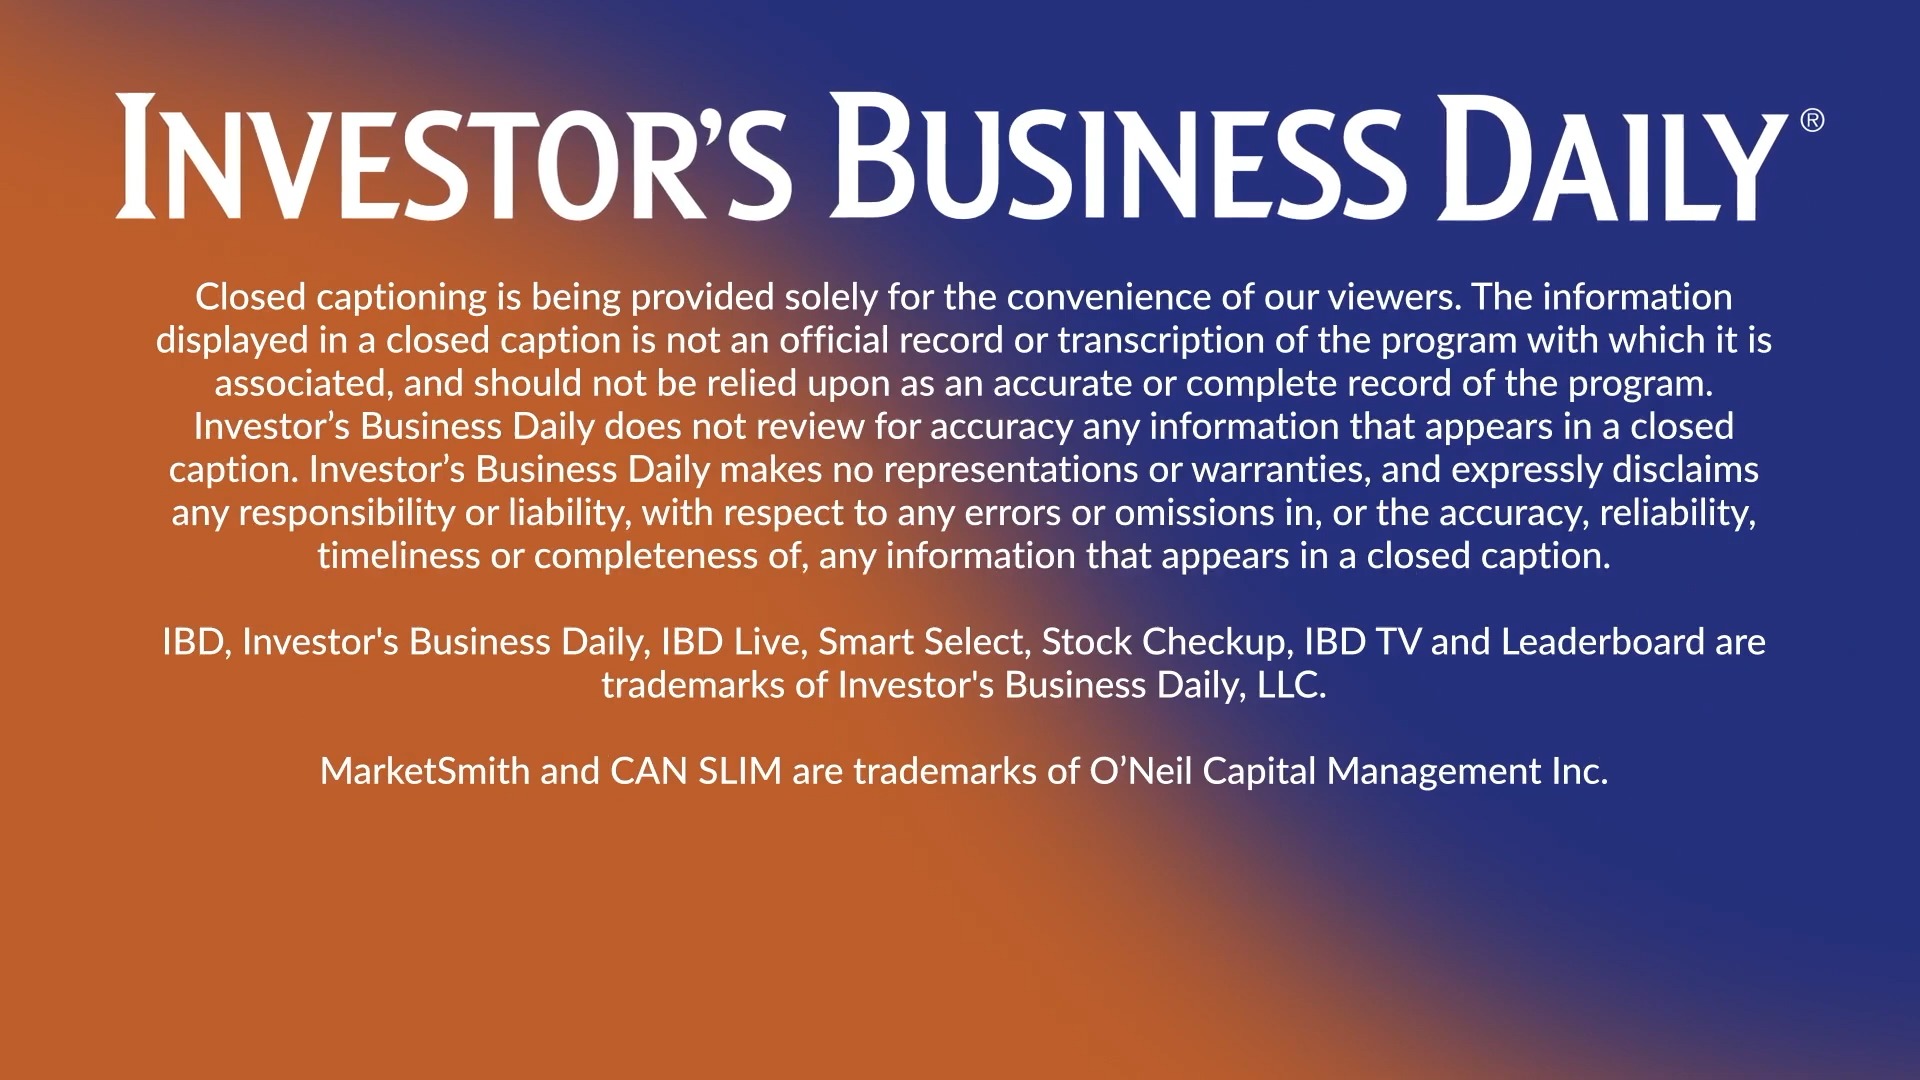 INVESTOR’S BUSINESS DAILY®
Closed captioning is being provided solely for the convenience of our viewers. The information
displayed in a closed caption is not an official record or transcription of the program with which it is
associated, and should not be relied upon as an accurate or complete record of the program.
Investor’s Business Daily does not review for accuracy any information that appears in a closed
caption. Investor’s Business Daily makes no representations or warranties, and expressly disclaims
any responsibility or liability, with respect to any errors or omissions in, or the accuracy, reliability,
timeliness or completeness of, any information that appears in a closed caption.
IBD, Investor's Business Daily, IBD Live, Smart Select, Stock Checkup, IBD TV and Leaderboard are
trademarks of Investor's Business Daily, LLC.
MarketSmith and CAN SLIM are trademarks of O’Neil Capital Management Inc.